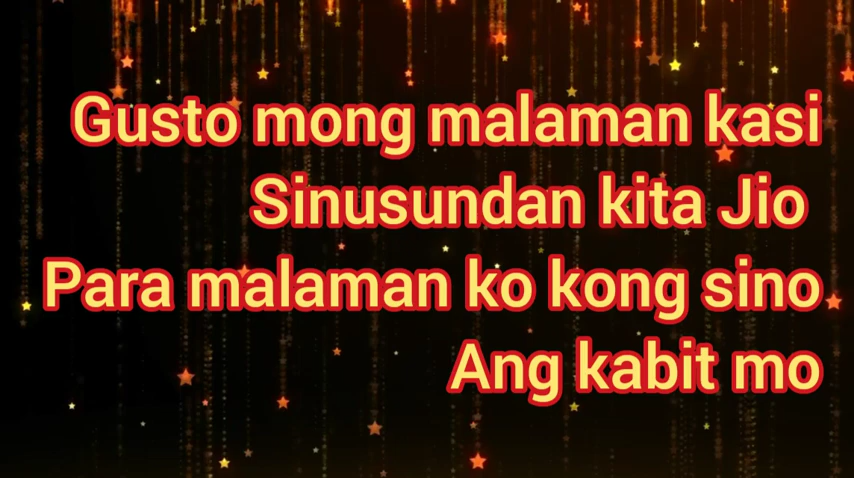 Gusto mong malaman kasi
Sinusundan kita Jio
Para malaman ko kong sino
Ang kabit mo